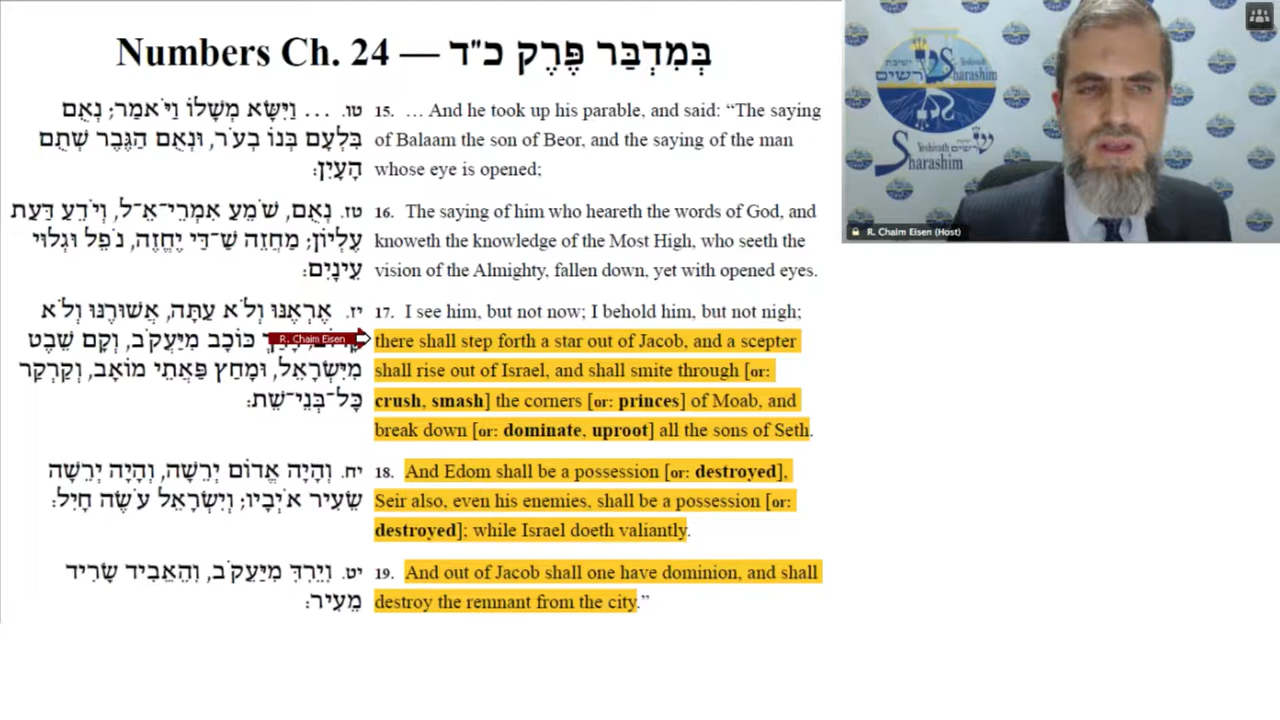 Numbers Ch. 24 — בְּמִדְבַּר פֶּרֶק כ"ד
טו. ... וַיִּשָּׂא מְשָׁלוֹ וַיֹּאמַר; נְאֻם
בִּלְעָם בְּנוֹ בְעֹר, וּנְאֻם הַגֶּבֶר שְׁתֻם
הָעָיִן:
15. ... And he took up his parable, and said: “The saying
of Balaam the son of Beor, and the saying of the man
whose eye is opened;
טז. נְאֻם, שֹׁמֵעַ אִמְרֵי־אֵ־ל, וְיֹדֵעַ דַּעַת
עֶלְיוֹן; מַחֲזֵה שַׁ־דַּי יֶחֱזֶה, נֹפֵל וּגְלוּי
עֵינָיִם:
16. The saying of him who heareth the words of God, and
knoweth the knowledge of the Most High, who seeth the
vision of the Almighty, fallen down, yet with opened eyes.
יז. אֶרְאֶנּוּ וְלֹא עַתָּה, אֲשׁוּרֶנּוּ וְלֹא
כּוֹכָב מִיַּעֲקֹב, וְקָם שֵׁבֶט
מִיִּשְׂרָאֵל, וּמָחַץ פַּאֲתֵי מוֹאָב, וְקַרְקַר
כָּל־בְּנֵי־שֵׁת:
R. Chaim Eisen
17. I see him, but not now; I behold him, but not nigh;
there shall step forth a star out of Jacob, and a scepter
shall rise out of Israel, and shall smite through [or:
crush, smash] the corners [or: princes] of Moab, and
break down [or: dominate, uproot] all the sons of Seth.
יח. וְהָיָה אֱדוֹם יְרֵשָׁה, וְהָיָה יְרֵשָׁה
שֵׂעִיר אֹיְבָיו; וְיִשְׂרָאֵל עֹשֶׂה חָיִל:
18. And Edom shall be a possession [or: destroyed],
Seir also, even his enemies, shall be a possession [or:
destroyed]; while Israel doeth valiantly.
יט. וְיֵרְדְּ מִיַּעֲקֹב, וְהֶאֱבִיד שָׂרִיד
מֵעִיר:
19. And out of Jacob shall one have dominion, and shall
destroy the remnant from the city.”
ישיבת
שרשים
Yeshivath
Sharashim
Yeshivath שרשים
Sharashim
R. Chaim Eisen (Host)